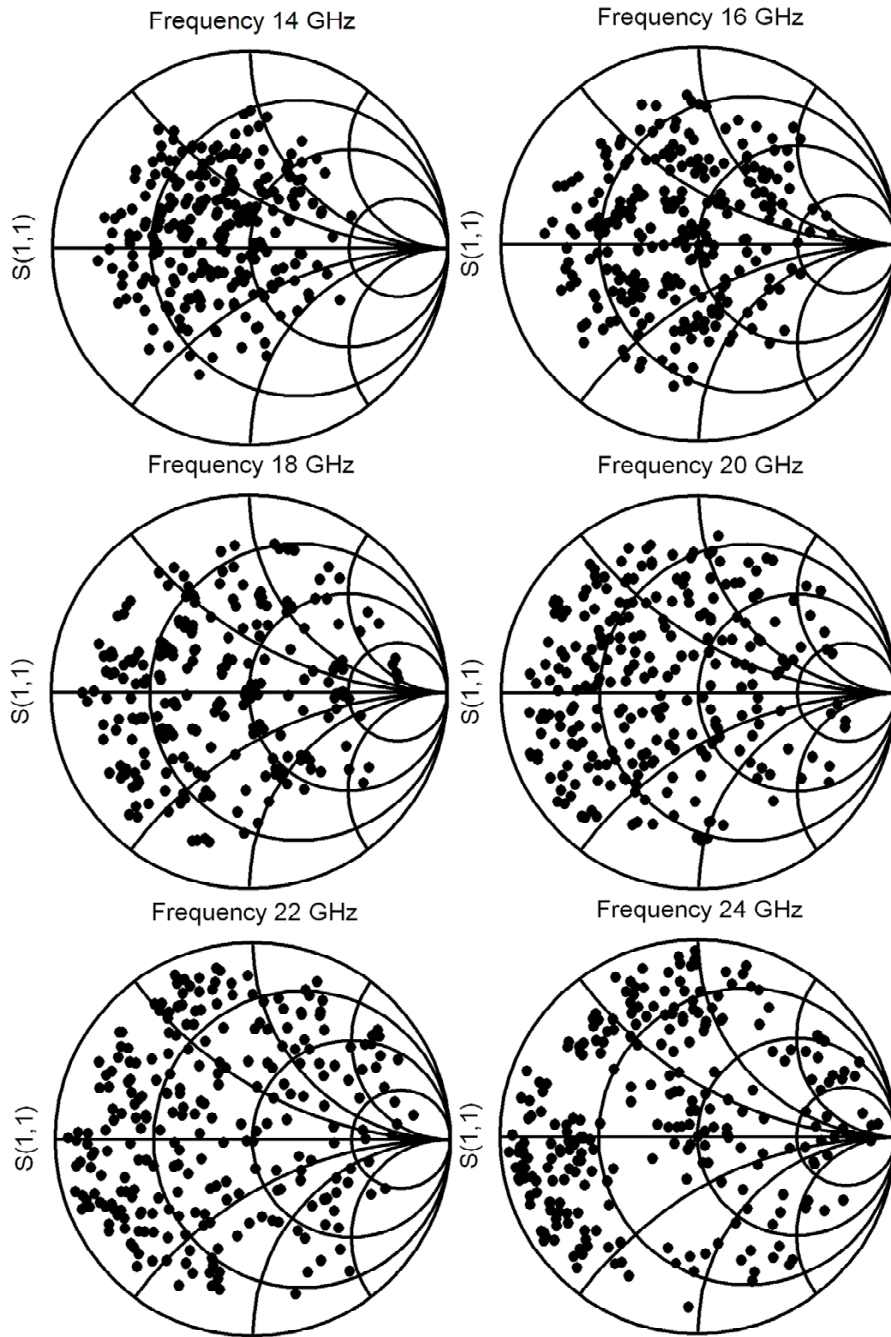 Frequency 14 GHz
Frequency 16 GHz
S(1,1)
S(1,1)
Frequency 18 GHz
Frequency 20 GHz
S(1,1)
S(1,1)
Frequency 22 GHz
Frequency 24 GHz
S(1,1)
S(1,1)